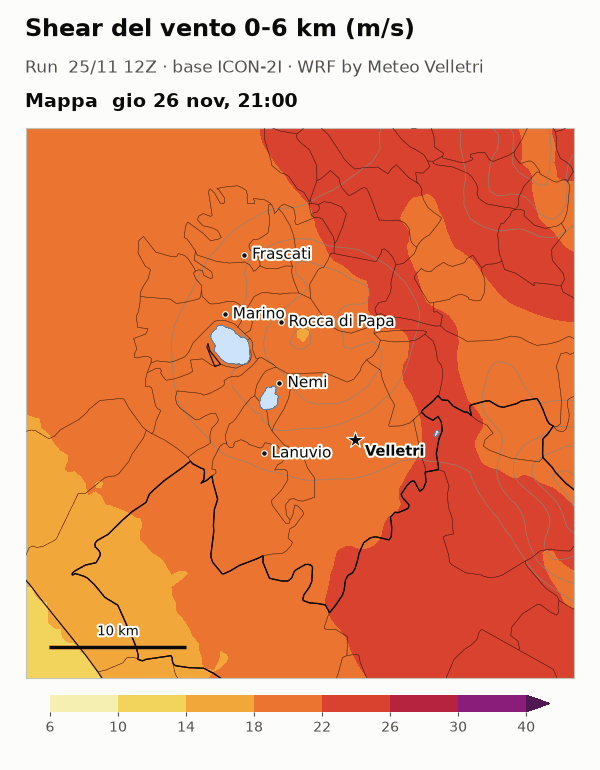 Shear del vento 0-6 km (m/s)
Run  25/11 12Z · base ICON-2I · WRF by Meteo Velletri
Mappa  gio 26 nov, 21:00
Frascati
Marino
Rocca di Papa
Nemi
Velletri
Lanuvio
10 km
6 10 14 18 22 26 30 40